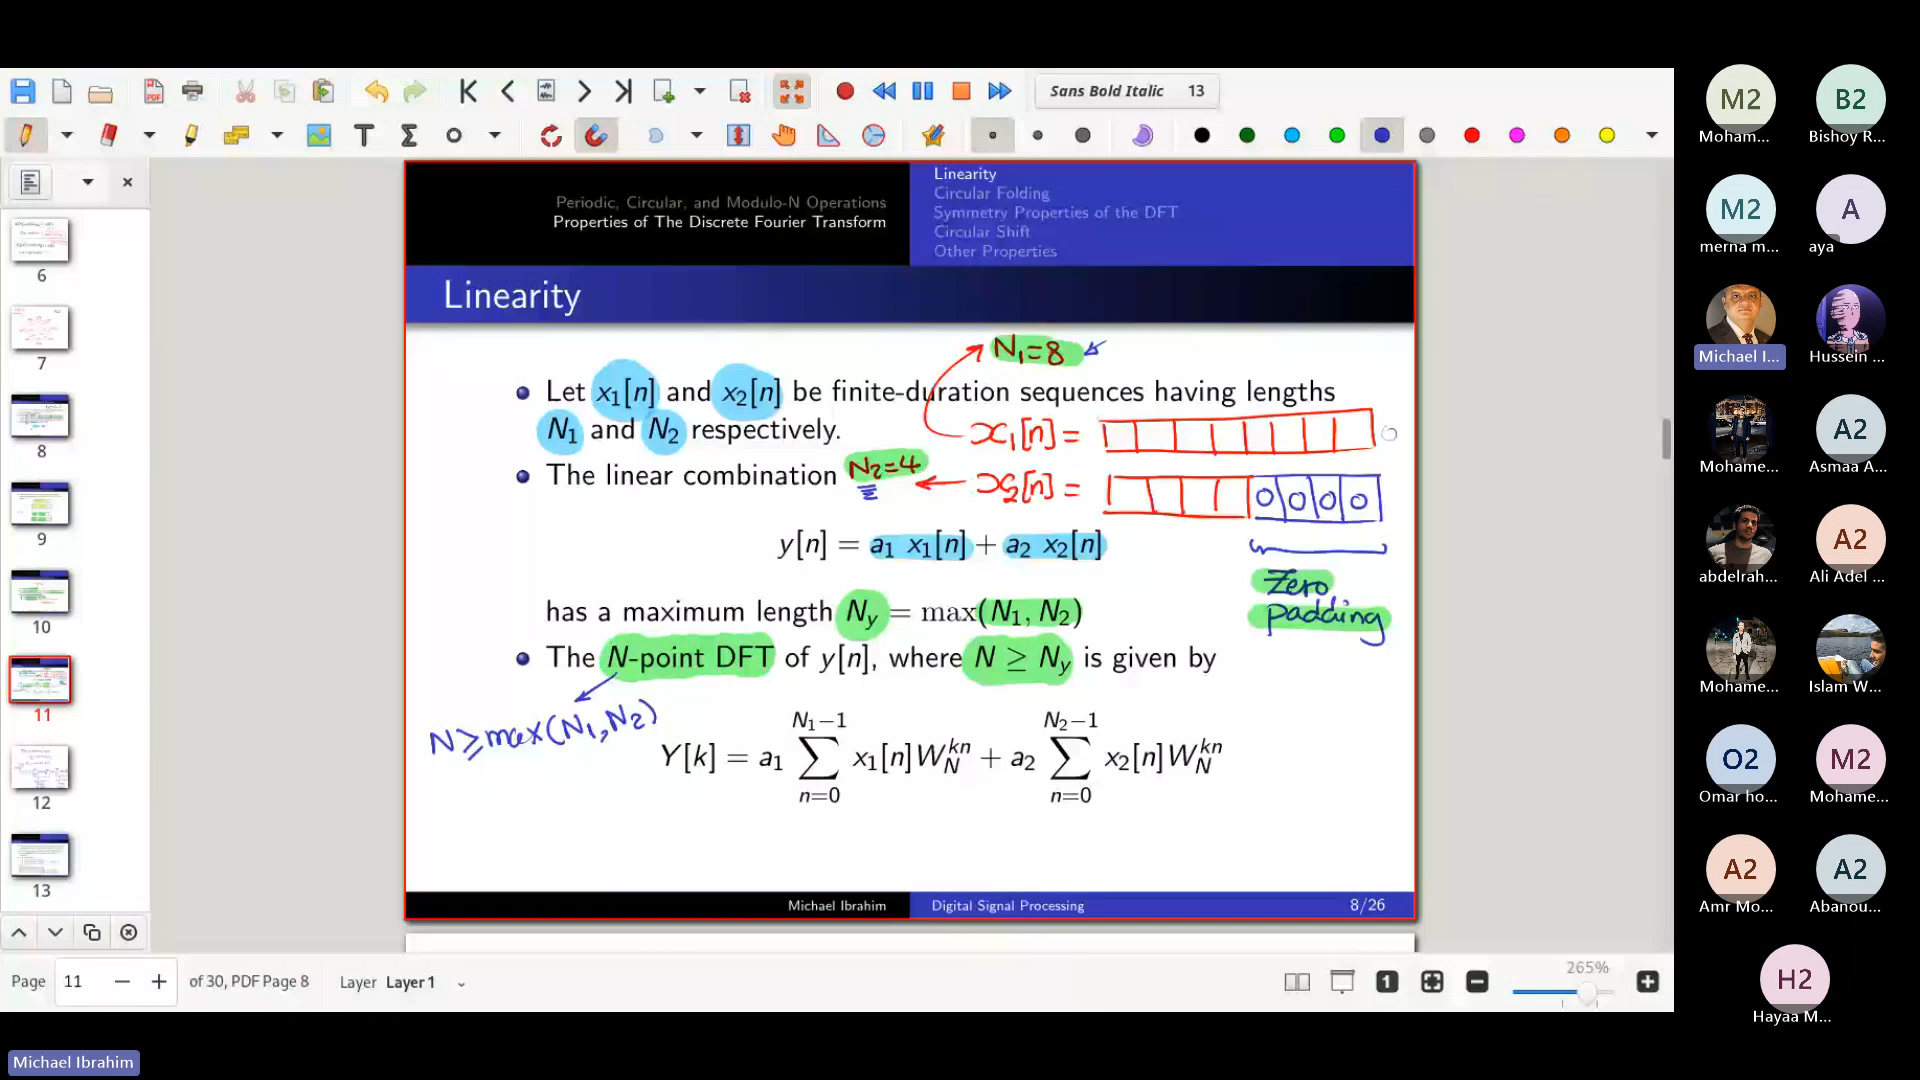 Sans Bold Italic 13
6
7
8
9
10
11
12
13
Periodic, Circular, and Modulo-N Operations
Properties of The Discrete Fourier Transform
Linearity
Circular Folding
Symmetry Properties of the DFT
Circular Shift
Other Properties
Linearity
N₁=8
Let x₁[n] and x₂[n] be finite-duration sequences having lengths
N₁ and N₂ respectively.
x₁[n] =
The linear combination
N₂=4
x₂[n] =
0 0 0 0
y[n] = a₁ x₁[n] + a₂ x₂[n]
Zero
padding
has a maximum length N_y = max(N₁, N₂)
The N-point DFT of y[n], where N ≥ N_y is given by
N ≥ max(N₁, N₂)
Y[k] = a₁ ∑_{n=0}^{N₁−1} x₁[n]W_N^{kn} + a₂ ∑_{n=0}^{N₂−1} x₂[n]W_N^{kn}
Michael Ibrahim
Digital Signal Processing
8/26
Page 11 of 30, PDF Page 8
Layer Layer 1
265%
M2
Moham...
B2
Bishoy R...
M2
merna m...
A
aya
Michael I...
Hussein ...
Mohame...
A2
Asmaa A...
abdelrah...
A2
Ali Adel ...
Mohame...
Islam W...
O2
Omar ho...
M2
Mohame...
A2
Amr Mo...
A2
Abanou...
H2
Hayaa M...
Michael Ibrahim